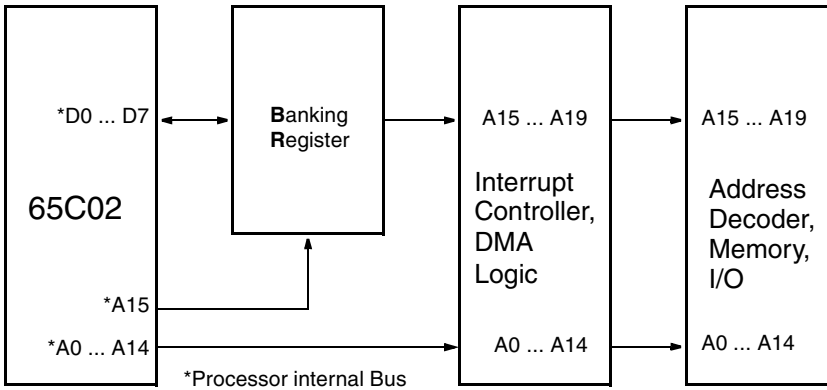 *D0 ... D7
65C02
*A15
*A0 ... A14
Banking
Register
*Processor internal Bus
A15 ... A19
Interrupt
Controller,
DMA
Logic
A0 ... A14
A15 ... A19
Address
Decoder,
Memory,
I/O
A0 ... A14